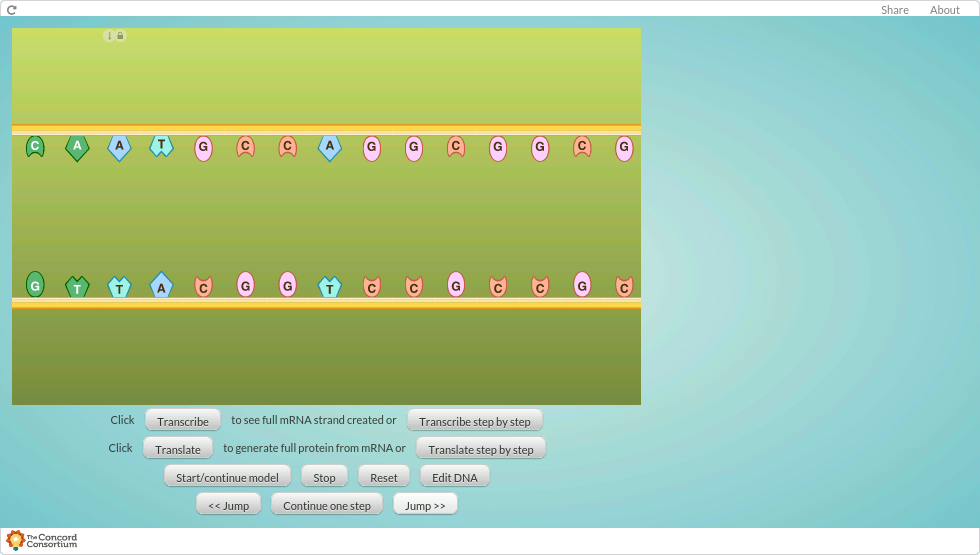 Share About
C A A T G C C A G G C G G C G
G T T A C G G T C C G C C G C
Click Transcribe to see full mRNA strand created or Transcribe step by step
Click Translate to generate full protein from mRNA or Translate step by step
Start/continue model Stop Reset Edit DNA
<< Jump Continue one step Jump >>
The Concord
Consortium